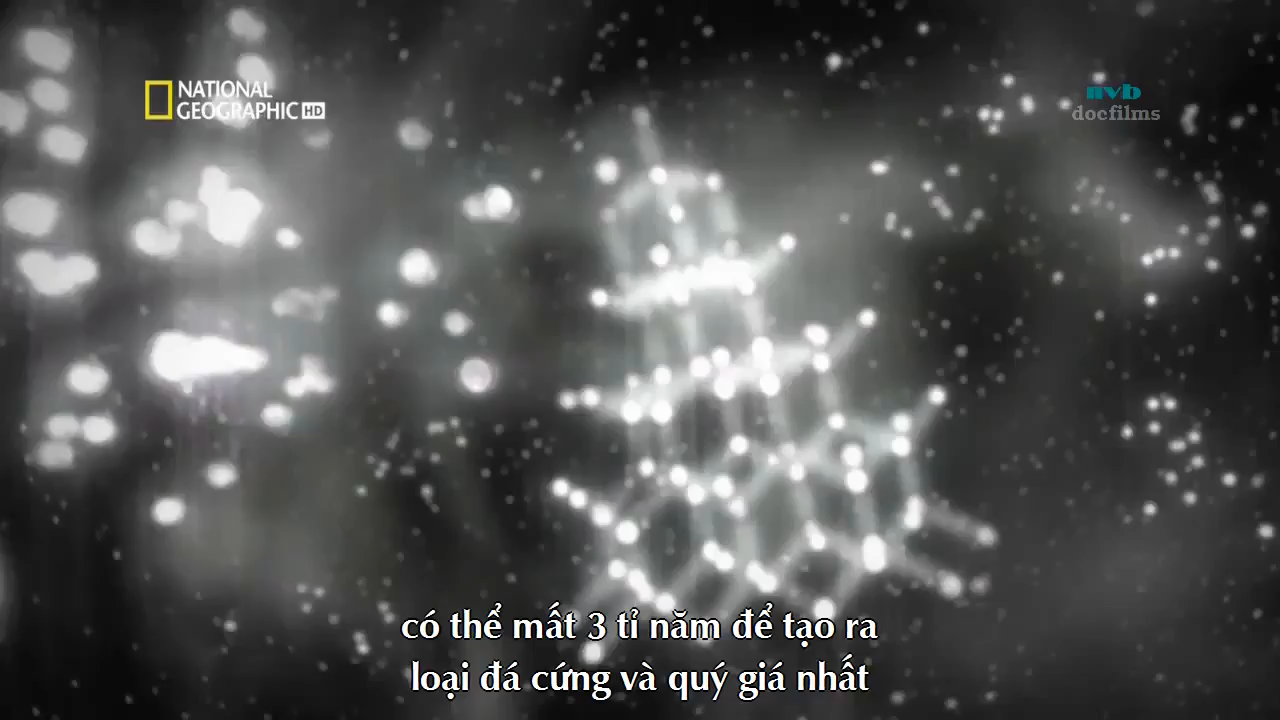 NATIONAL
GEOGRAPHIC HD
nvb
docfilms
có thể mất 3 tỉ năm để tạo ra
loại đá cứng và quý giá nhất